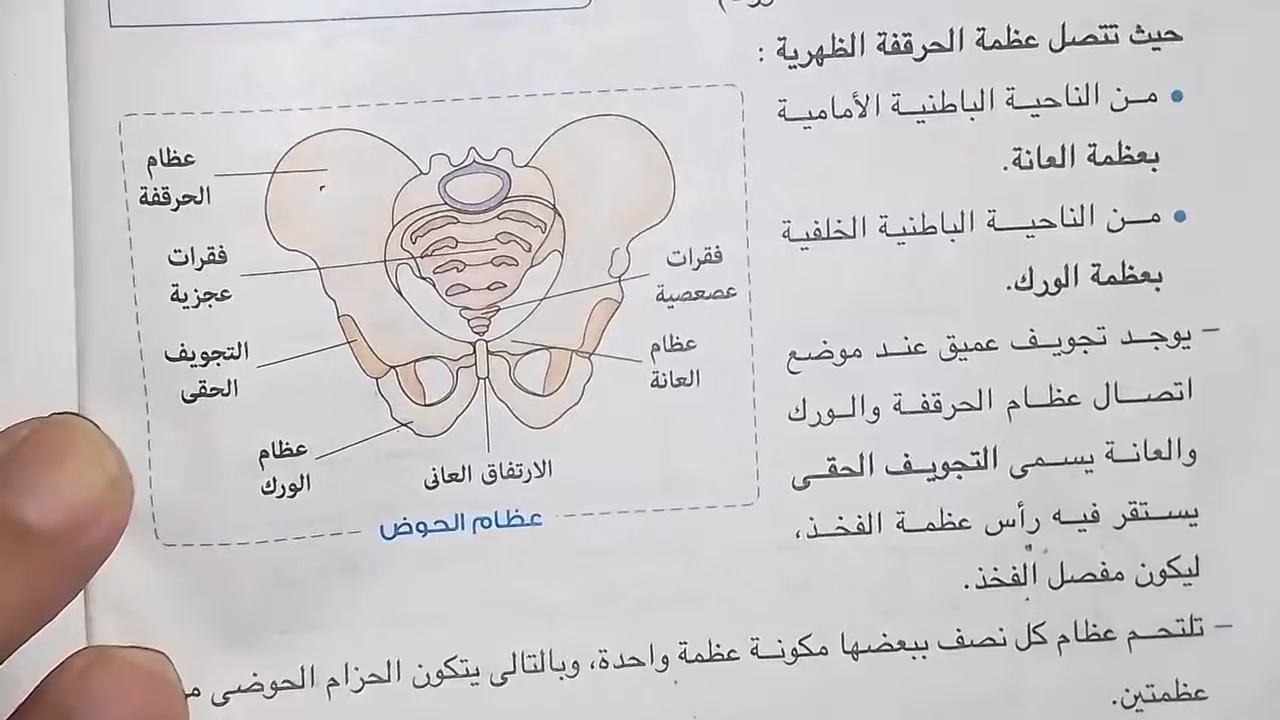 حيث تتصل عظمة الحرقفة الظهرية :
• من الناحية الباطنية الأمامية
بعظمة العانة.
• من الناحية الباطنية الخلفية
بعظمة الورك.
– يوجد تجويف عميق عند موضع
اتصال عظام الحرقفة والورك
والعانة يسمى التجويف الحقى
يستقر فيه رأس عظمة الفخذ،
ليكون مفصل الفخذ.
– تلتحم عظام كل نصف ببعضها مكونة عظمة واحدة، وبالتالى يتكون الحزام الحوضى
عظمتين.
عظام
الحرقفة
فقرات
عجزية
التجويف
الحقى
عظام
الورك
فقرات
عصعصية
عظام
العانة
الارتفاق العانى
عظام الحوض